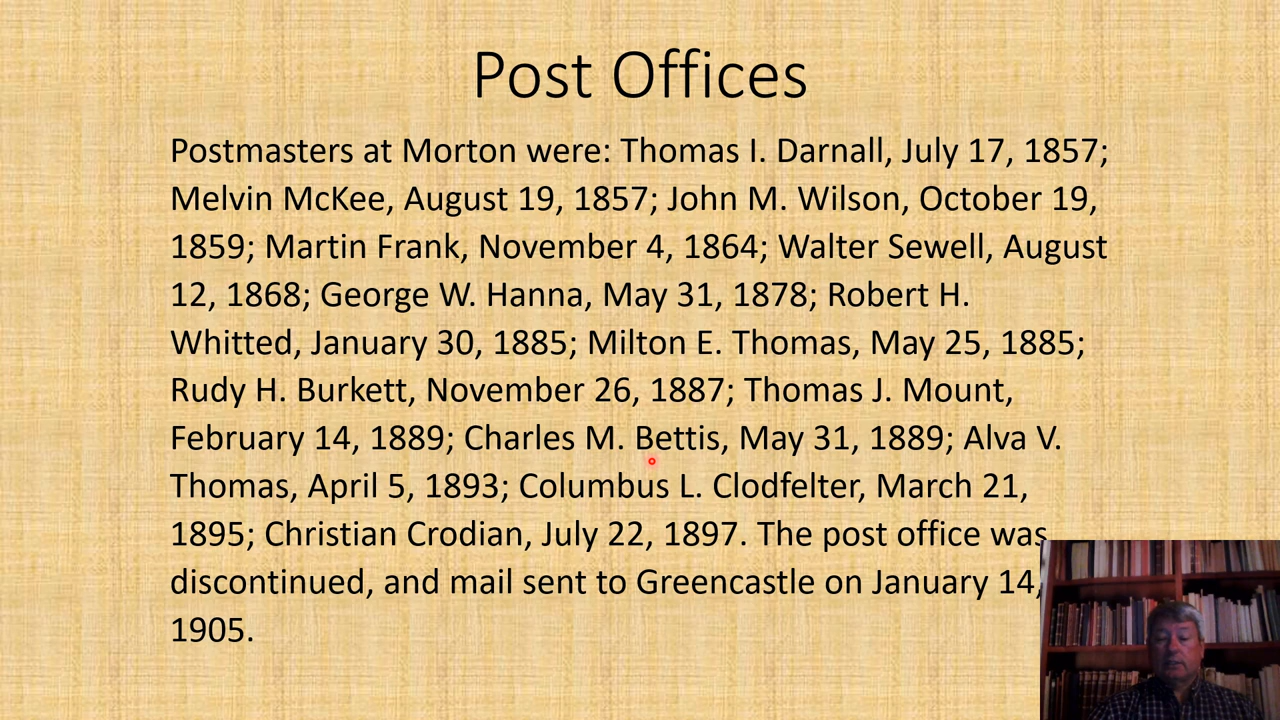 Post Offices
Postmasters at Morton were: Thomas I. Darnall, July 17, 1857;
Melvin McKee, August 19, 1857; John M. Wilson, October 19,
1859; Martin Frank, November 4, 1864; Walter Sewell, August
12, 1868; George W. Hanna, May 31, 1878; Robert H.
Whitted, January 30, 1885; Milton E. Thomas, May 25, 1885;
Rudy H. Burkett, November 26, 1887; Thomas J. Mount,
February 14, 1889; Charles M. Bettis, May 31, 1889; Alva V.
Thomas, April 5, 1893; Columbus L. Clodfelter, March 21,
1895; Christian Crodian, July 22, 1897. The post office was
discontinued, and mail sent to Greencastle on January 14,
1905.